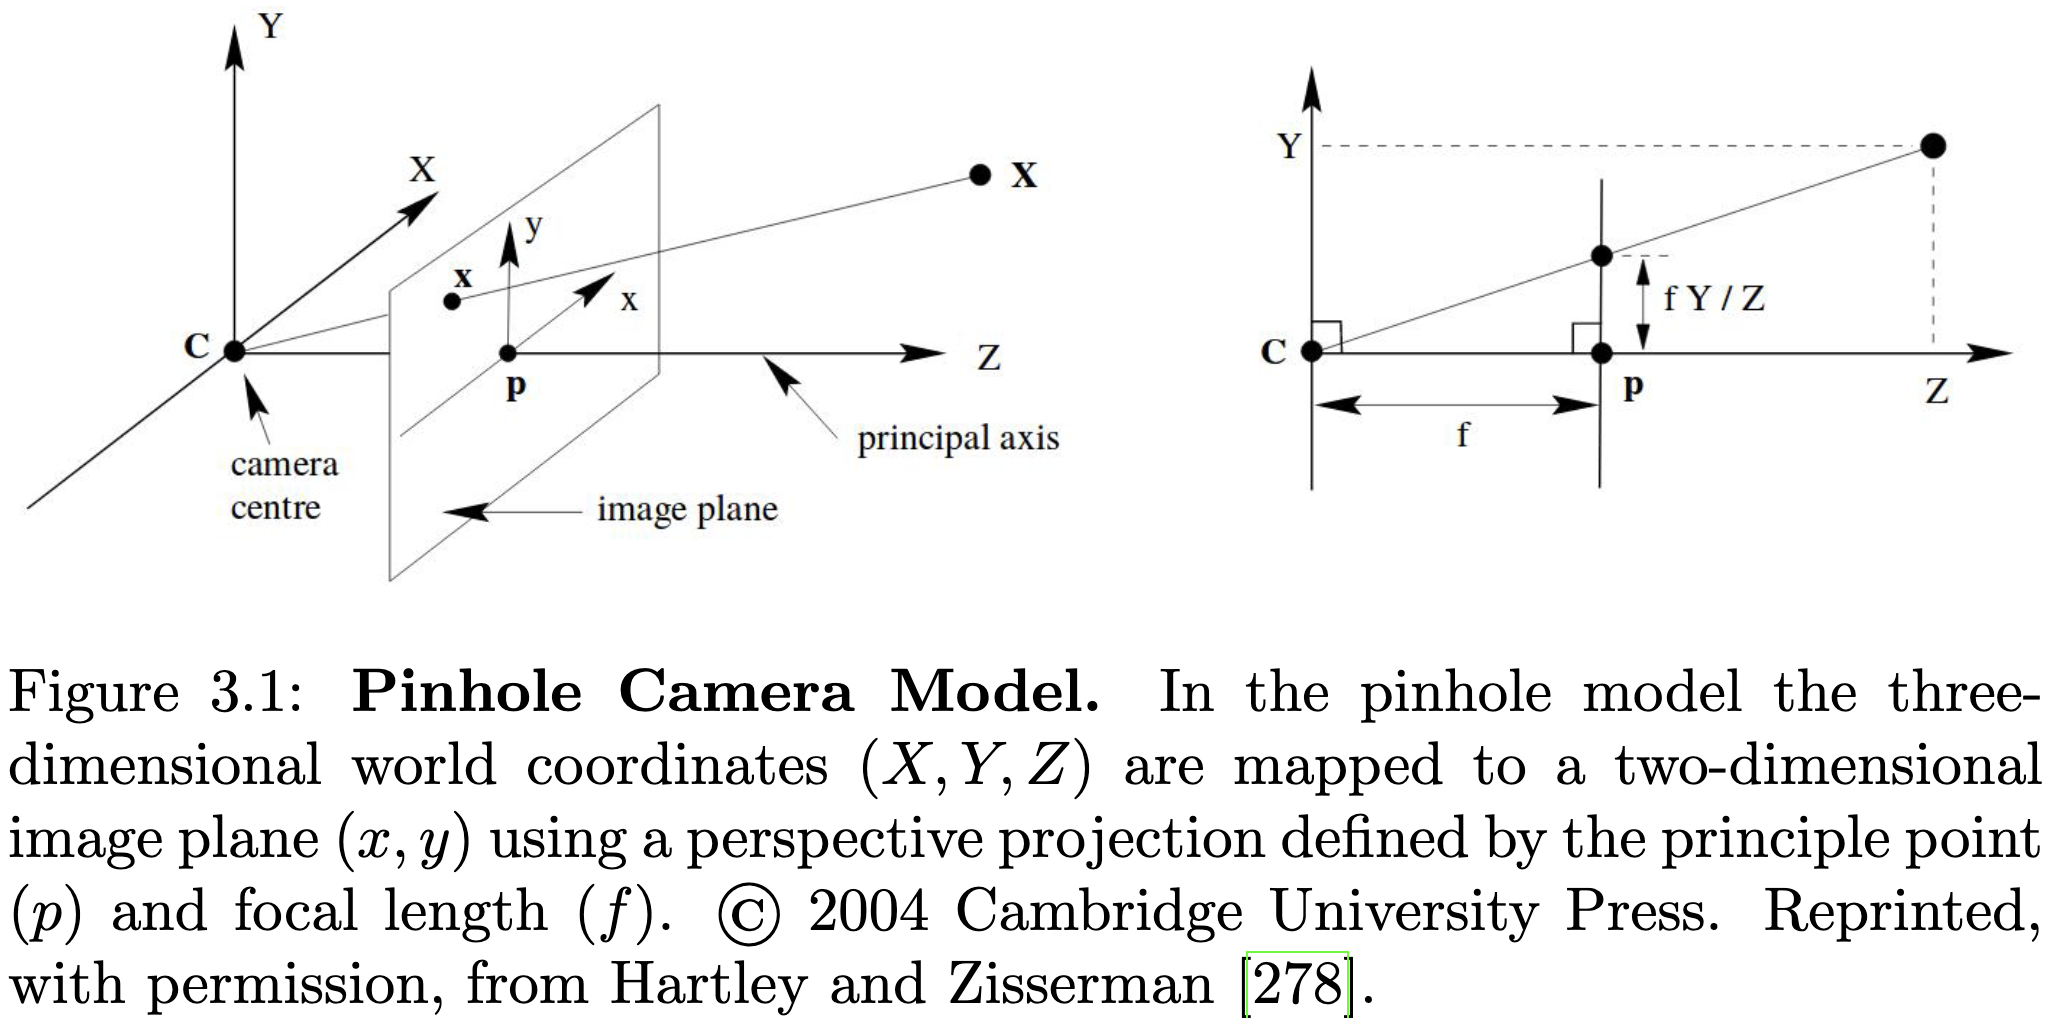 Y
X
X
y
x
x
C
Z
p
camera
centre
principal axis
image plane
Y
f Y / Z
C
p
Z
f
Figure 3.1: Pinhole Camera Model. In the pinhole model the three-
dimensional world coordinates (X, Y, Z) are mapped to a two-dimensional
image plane (x, y) using a perspective projection defined by the principle point
(p) and focal length (f). © 2004 Cambridge University Press. Reprinted,
with permission, from Hartley and Zisserman [278].